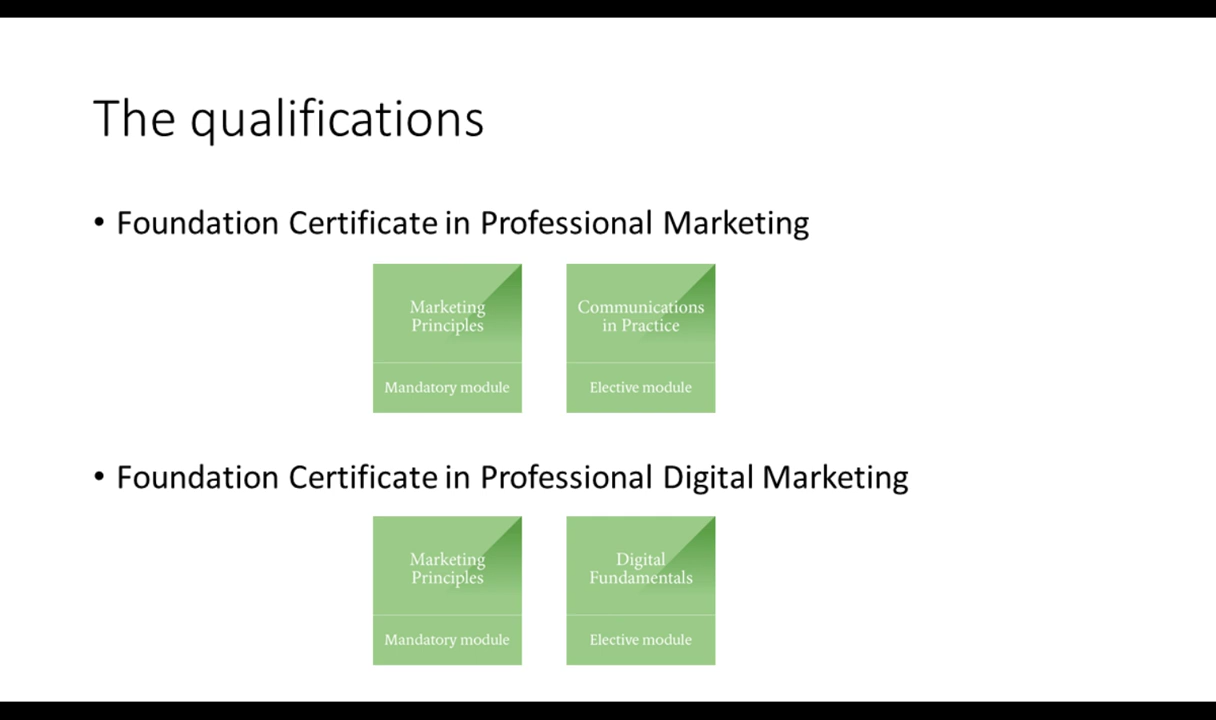 The qualifications
• Foundation Certificate in Professional Marketing
Marketing
Principles
Mandatory module
Communications
in Practice
Elective module
• Foundation Certificate in Professional Digital Marketing
Marketing
Principles
Mandatory module
Digital
Fundamentals
Elective module